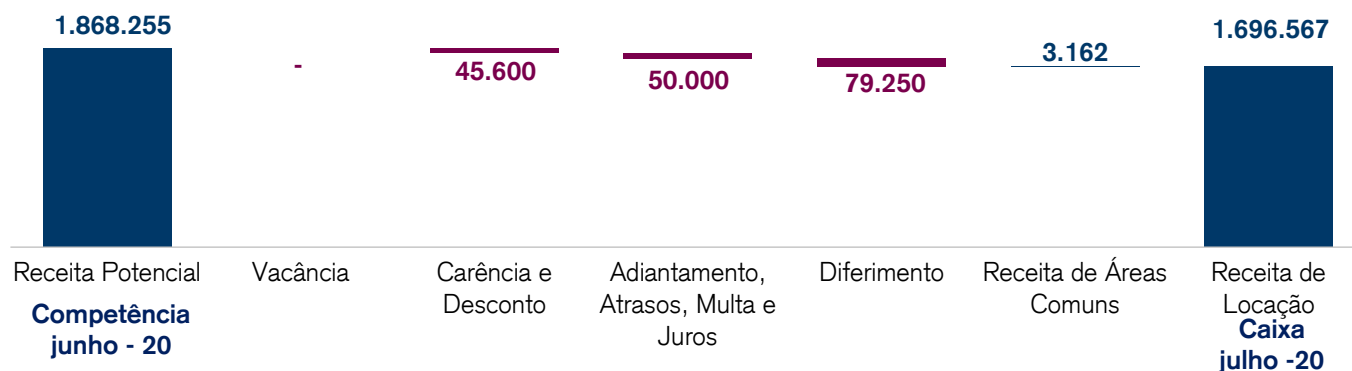 1.868.255
-
45.600
50.000
79.250
3.162
1.696.567
Receita Potencial
Competência
junho - 20
Vacância
Carência e
Desconto
Adiantamento,
Atrasos, Multa e
Juros
Diferimento
Receita de Áreas
Comuns
Receita de
Locação
Caixa
julho -20